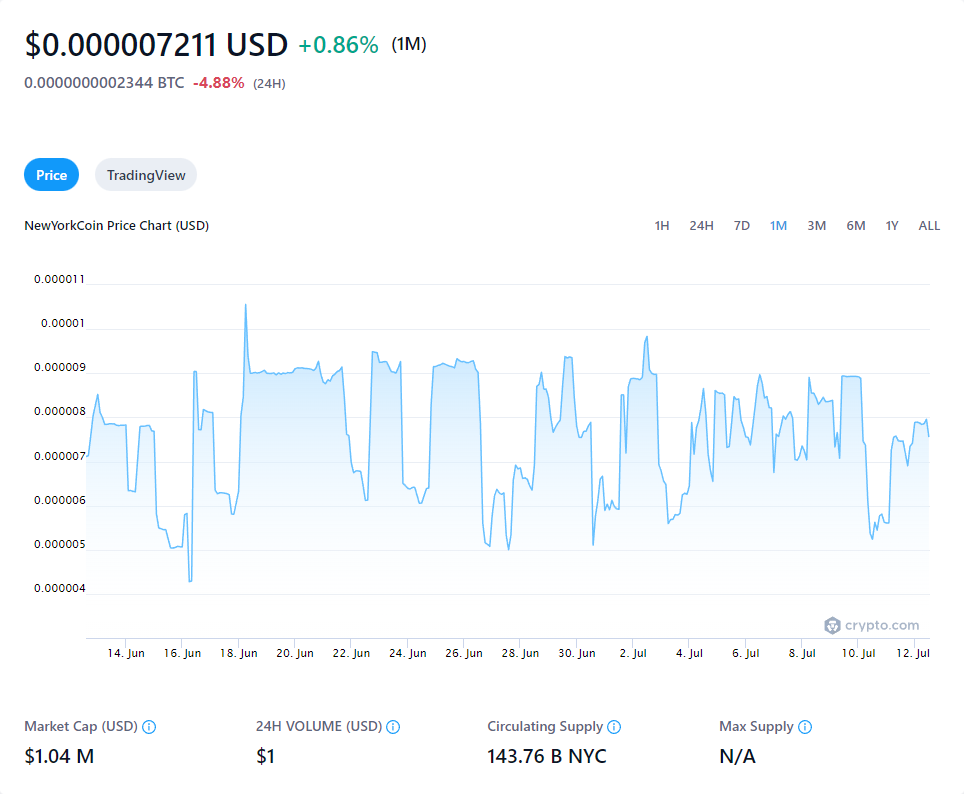 $0.000007211 USD +0.86% (1M)
0.0000000002344 BTC -4.88% (24H)
Price TradingView
NewYorkCoin Price Chart (USD) 1H 24H 7D 1M 3M 6M 1Y ALL
0.000011
0.00001
0.000009
0.000008
0.000007
0.000006
0.000005
0.000004
crypto.com
14. Jun 16. Jun 18. Jun 20. Jun 22. Jun 24. Jun 26. Jun 28. Jun 30. Jun 2. Jul 4. Jul 6. Jul 8. Jul 10. Jul 12. Jul
Market Cap (USD) 24H VOLUME (USD) Circulating Supply Max Supply
$1.04 M $1 143.76 B NYC N/A